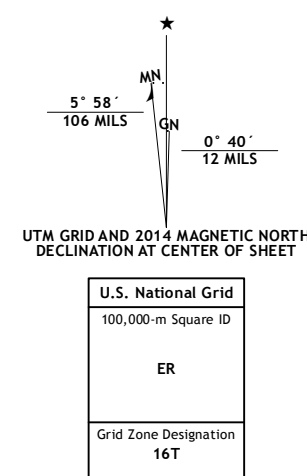 ★
MN
5° 58´
106 MILS
GN
0° 40´
12 MILS
UTM GRID AND 2014 MAGNETIC NORTH
DECLINATION AT CENTER OF SHEET
U.S. National Grid
100,000-m Square ID
ER
Grid Zone Designation
16T